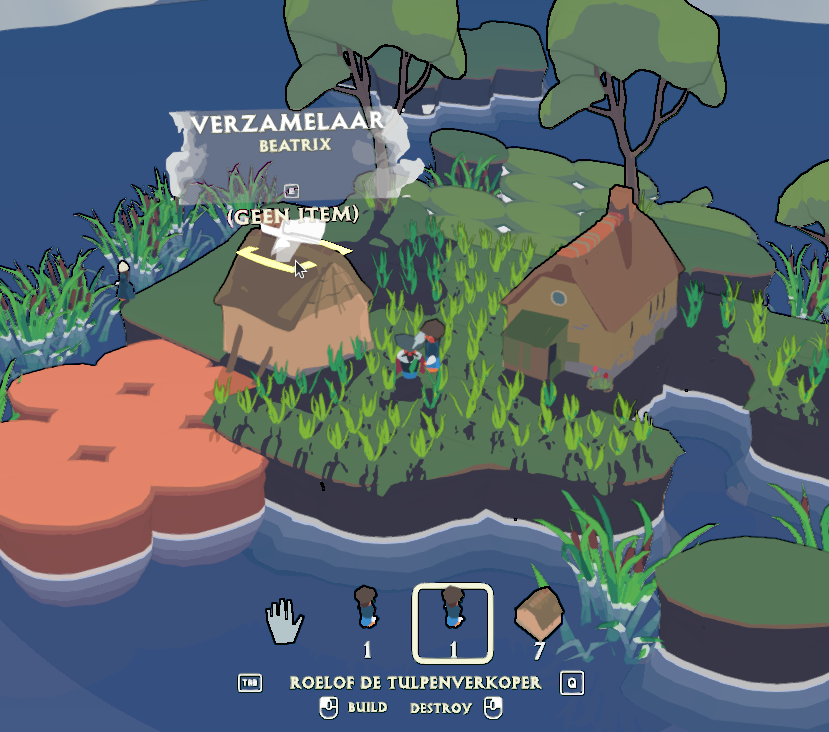 VERZAMELAAR
BEATRIX
E
(GEEN ITEM)
1 1 7
TAB ROELOF DE TULPENVERKOPER Q
BUILD DESTROY